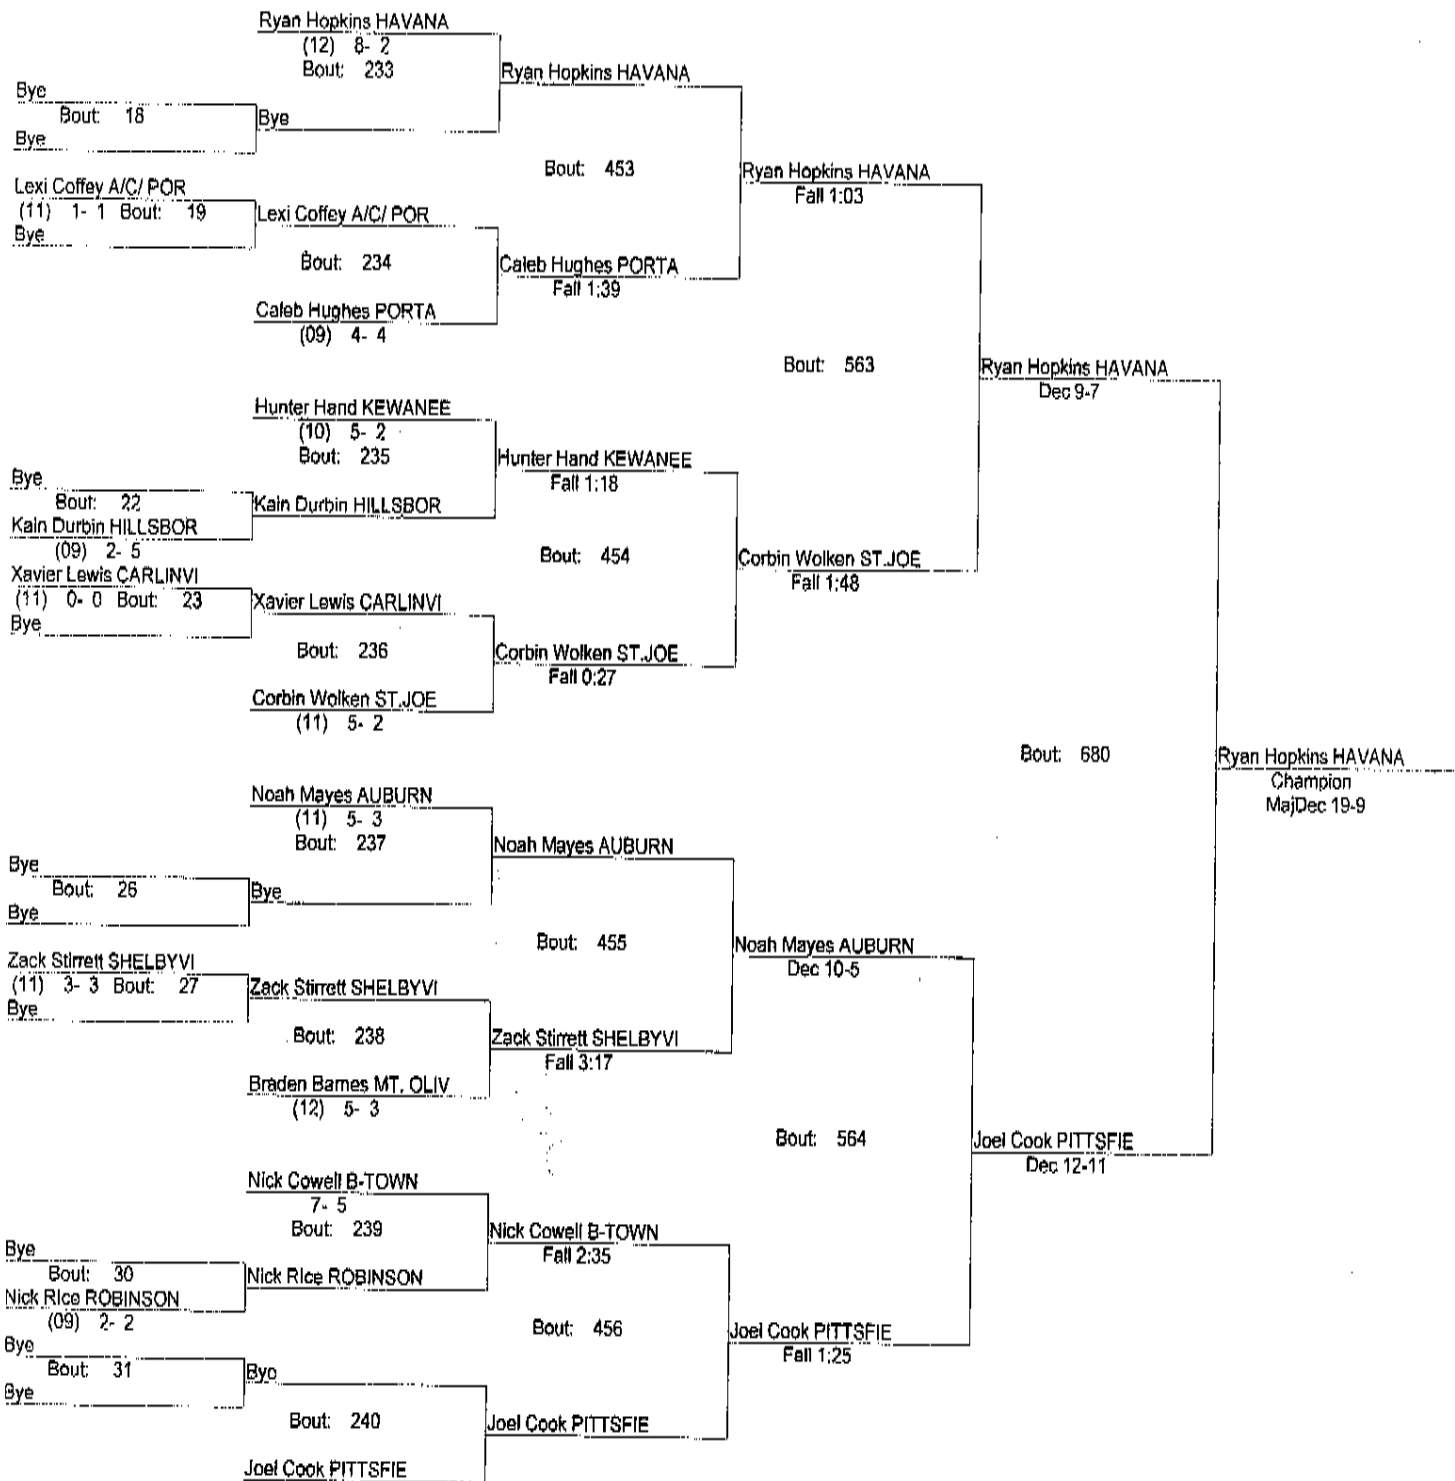 Ryan Hopkins HAVANA
(12) 8- 2
Bout: 233
Ryan Hopkins HAVANA
Bye
Bout: 18
Bye
Bye
Bout: 453
Ryan Hopkins HAVANA
Fall 1:03
Lexi Coffey A/C/ POR
(11) 1- 1 Bout: 19
Lexi Coffey A/C/ POR
Bye
Bout: 234
Caleb Hughes PORTA
Fall 1:39
Caleb Hughes PORTA
(09) 4- 4
Bout: 563
Ryan Hopkins HAVANA
Dec 9-7
Hunter Hand KEWANEE
(10) 5- 2
Bout: 235
Hunter Hand KEWANEE
Fall 1:18
Bye
Bout: 22
Kain Durbin HILLSBOR
Kain Durbin HILLSBOR
(09) 2- 5
Bout: 454
Corbin Wolken ST.JOE
Fall 1:48
Xavier Lewis CARLINVI
(11) 0- 0 Bout: 23
Xavier Lewis CARLINVI
Bye
Bout: 236
Corbin Wolken ST.JOE
Fall 0:27
Corbin Wolken ST.JOE
(11) 5- 2
Bout: 680
Ryan Hopkins HAVANA
Champion
MajDec 19-9
Noah Mayes AUBURN
(11) 5- 3
Bout: 237
Noah Mayes AUBURN
Bye
Bout: 26
Bye
Bye
Bout: 455
Noah Mayes AUBURN
Dec 10-5
Zack Stirrett SHELBYVI
(11) 3- 3 Bout: 27
Zack Stirrett SHELBYVI
Bye
Bout: 238
Zack Stirrett SHELBYVI
Fall 3:17
Braden Barnes MT. OLIV
(12) 5- 3
Bout: 564
Joel Cook PITTSFIE
Dec 12-11
Nick Cowell B-TOWN
7- 5
Bout: 239
Nick Cowell B-TOWN
Fall 2:35
Bye
Bout: 30
Nick Rice ROBINSON
Nick Rice ROBINSON
(09) 2- 2
Bout: 456
Joel Cook PITTSFIE
Fall 1:25
Bye
Bout: 31
Bye
Bye
Bout: 240
Joel Cook PITTSFIE
Joel Cook PITTSFIE